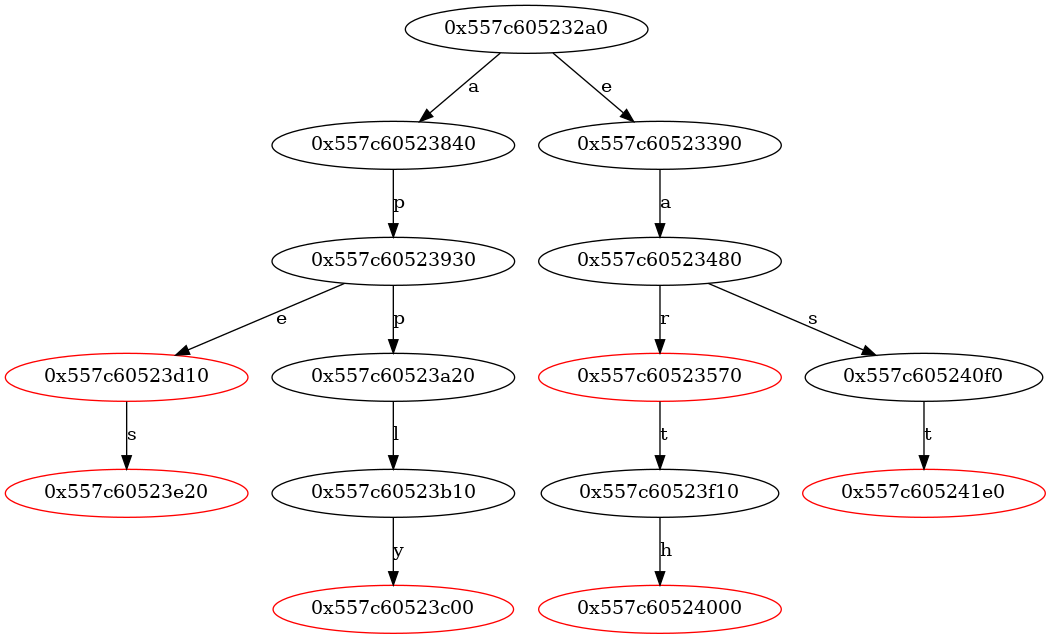 0x557c605232a0
a e
0x557c60523840 0x557c60523390
p a
0x557c60523930 0x557c60523480
e p r s
0x557c60523d10 0x557c60523a20 0x557c60523570 0x557c605240f0
s l t t
0x557c60523e20 0x557c60523b10 0x557c60523f10 0x557c605241e0
y h
0x557c60523c00 0x557c60524000